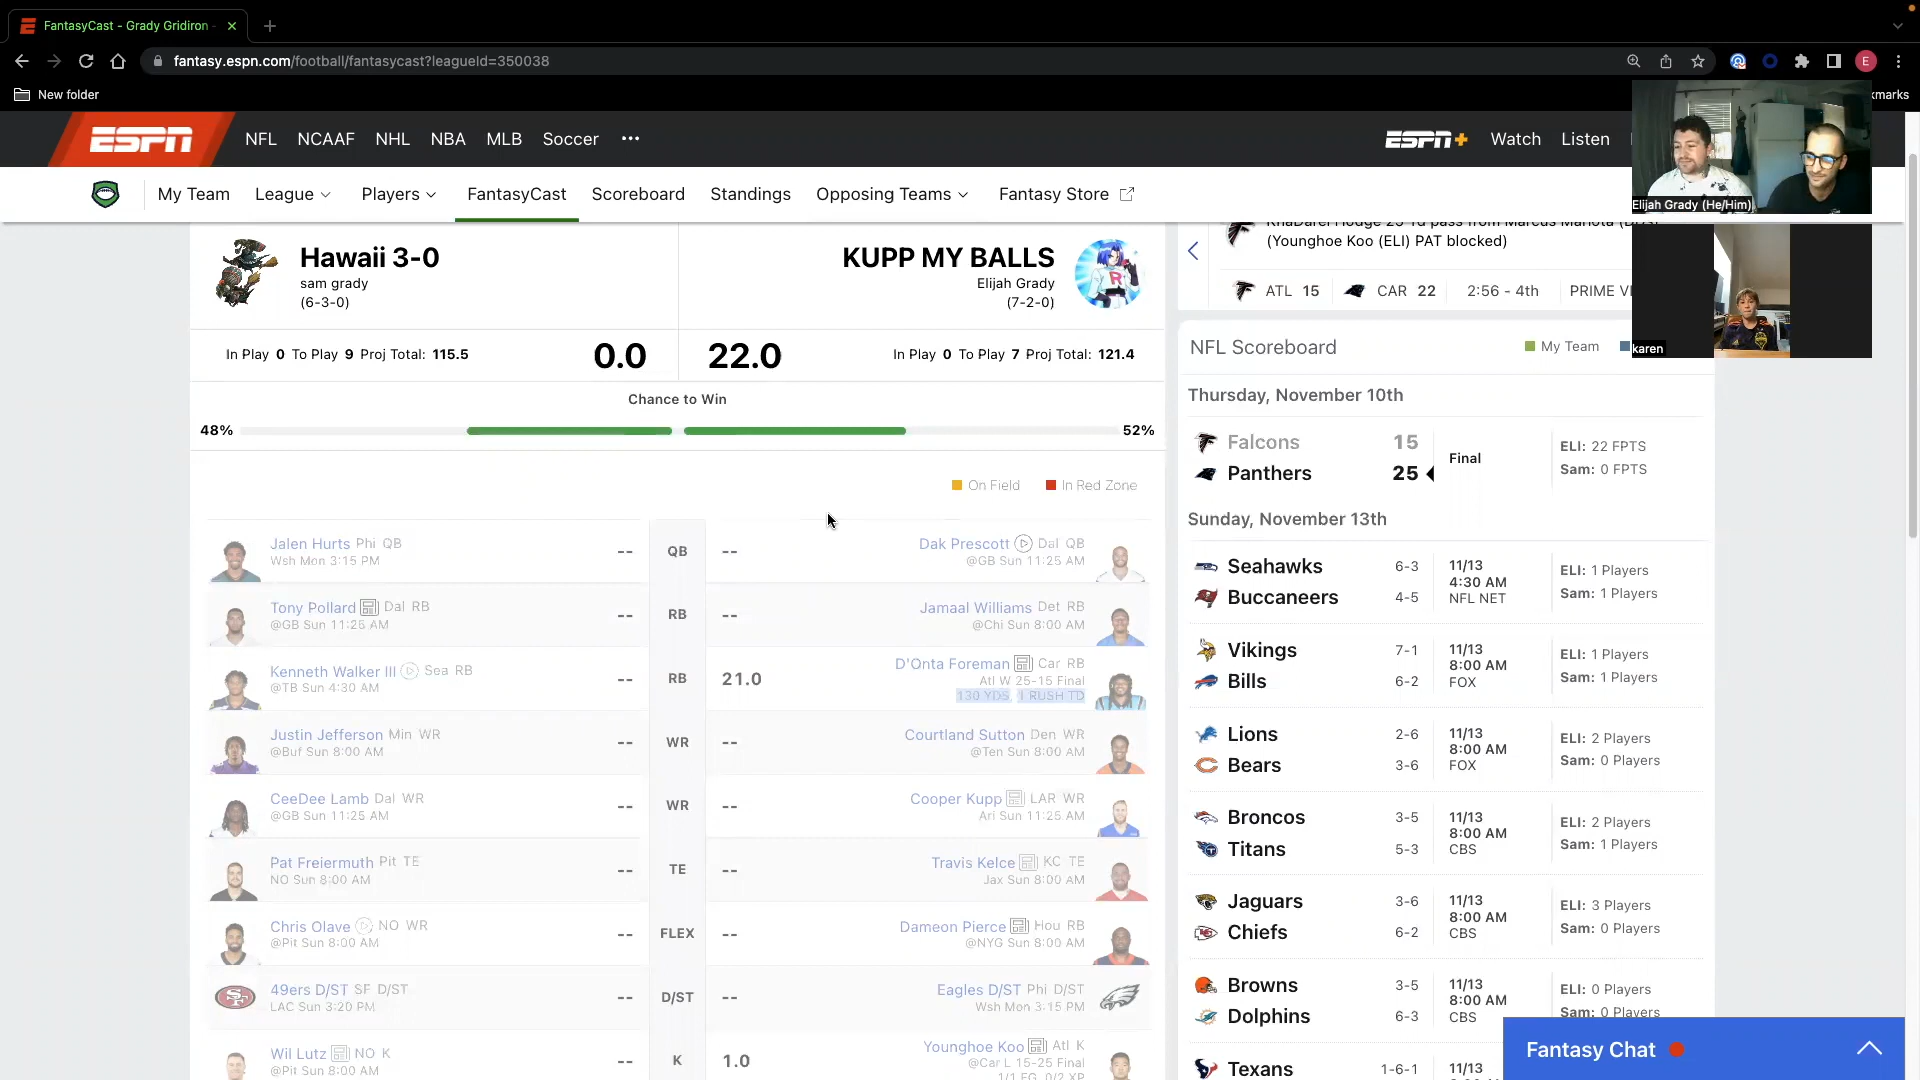 FantasyCast - Grady Gridiron -
fantasy.espn.com/football/fantasycast?leagueId=350038
E
New folder
kmarks
ESPN NFL NCAAF NHL NBA MLB Soccer ••• ESPN+ Watch Listen
My Team League Players FantasyCast Scoreboard Standings Opposing Teams Fantasy Store
Elijah Grady (He/Him)
karen
Hawaii 3-0
sam grady
(6-3-0)
KUPP MY BALLS
Elijah Grady
(7-2-0)
In Play 0 To Play 9 Proj Total: 115.5 0.0
22.0 In Play 0 To Play 7 Proj Total: 121.4
Chance to Win
48% 52%
On Field In Red Zone
Jalen Hurts Phi QB
Wsh Mon 3:15 PM
-- QB --
Dak Prescott Dal QB
@GB Sun 11:25 AM
Tony Pollard Dal RB
@GB Sun 11:25 AM
-- RB --
Jamaal Williams Det RB
@Chi Sun 8:00 AM
Kenneth Walker III Sea RB
@TB Sun 4:30 AM
-- RB 21.0
D'Onta Foreman Car RB
Atl W 25-15 Final
130 YDS, 1 RUSH TD
Justin Jefferson Min WR
@Buf Sun 8:00 AM
-- WR --
Courtland Sutton Den WR
@Ten Sun 8:00 AM
CeeDee Lamb Dal WR
@GB Sun 11:25 AM
-- WR --
Cooper Kupp LAR WR
Ari Sun 11:25 AM
Pat Freiermuth Pit TE
NO Sun 8:00 AM
-- TE --
Travis Kelce KC TE
Jax Sun 8:00 AM
Chris Olave NO WR
@Pit Sun 8:00 AM
-- FLEX --
Dameon Pierce Hou RB
@NYG Sun 8:00 AM
49ers D/ST SF D/ST
LAC Sun 3:20 PM
-- D/ST --
Eagles D/ST Phi D/ST
Wsh Mon 3:15 PM
Wil Lutz NO K
@Pit Sun 8:00 AM
-- K 1.0
Younghoe Koo Atl K
@Car L 15-25 Final
1/1 FG, 0/2 XP
(Younghoe Koo (ELI) PAT blocked)
ATL 15 CAR 22 2:56 - 4th PRIME VI
NFL Scoreboard My Team
Thursday, November 10th
Falcons 15
Panthers 25
Final
ELI: 22 FPTS
Sam: 0 FPTS
Sunday, November 13th
Seahawks 6-3
Buccaneers 4-5
11/13
4:30 AM
NFL NET
ELI: 1 Players
Sam: 1 Players
Vikings 7-1
Bills 6-2
11/13
8:00 AM
FOX
ELI: 1 Players
Sam: 1 Players
Lions 2-6
Bears 3-6
11/13
8:00 AM
FOX
ELI: 2 Players
Sam: 0 Players
Broncos 3-5
Titans 5-3
11/13
8:00 AM
CBS
ELI: 2 Players
Sam: 1 Players
Jaguars 3-6
Chiefs 6-2
11/13
8:00 AM
CBS
ELI: 3 Players
Sam: 0 Players
Browns 3-5
Dolphins 6-3
11/13
8:00 AM
CBS
ELI: 0 Players
Sam: 0 Players
Texans 1-6-1
11/13
Fantasy Chat